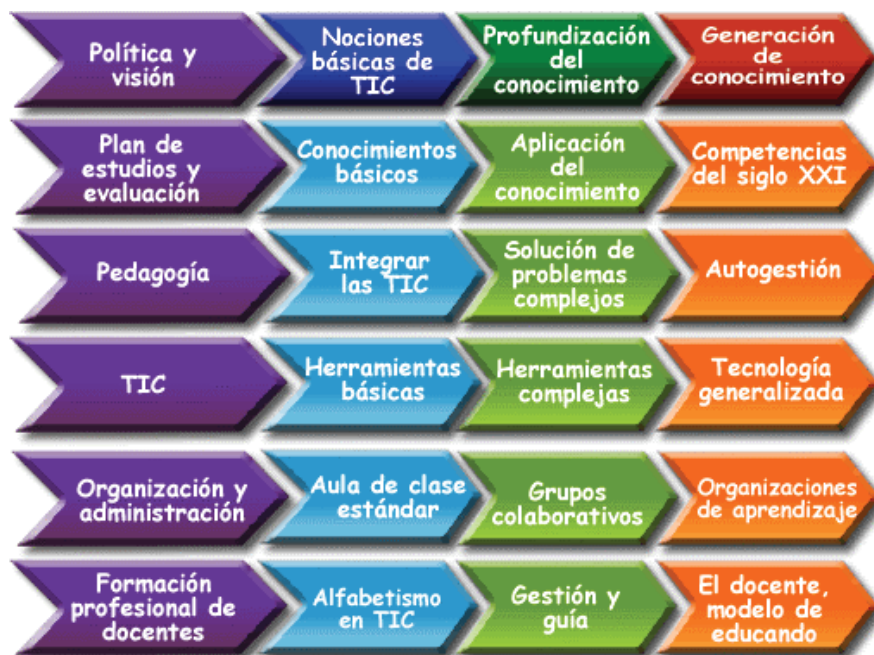 Política y
visión
Nociones
básicas de
TIC
Profundización
del
conocimiento
Generación
de
conocimiento
Plan de
estudios y
evaluación
Conocimientos
básicos
Aplicación
del
conocimiento
Competencias
del siglo XXI
Pedagogía
Integrar
las TIC
Solución de
problemas
complejos
Autogestión
TIC
Herramientas
básicas
Herramientas
complejas
Tecnología
generalizada
Organización y
administración
Aula de clase
estándar
Grupos
colaborativos
Organizaciones
de aprendizaje
Formación
profesional de
docentes
Alfabetismo
en TIC
Gestión y
guía
El docente,
modelo de
educando